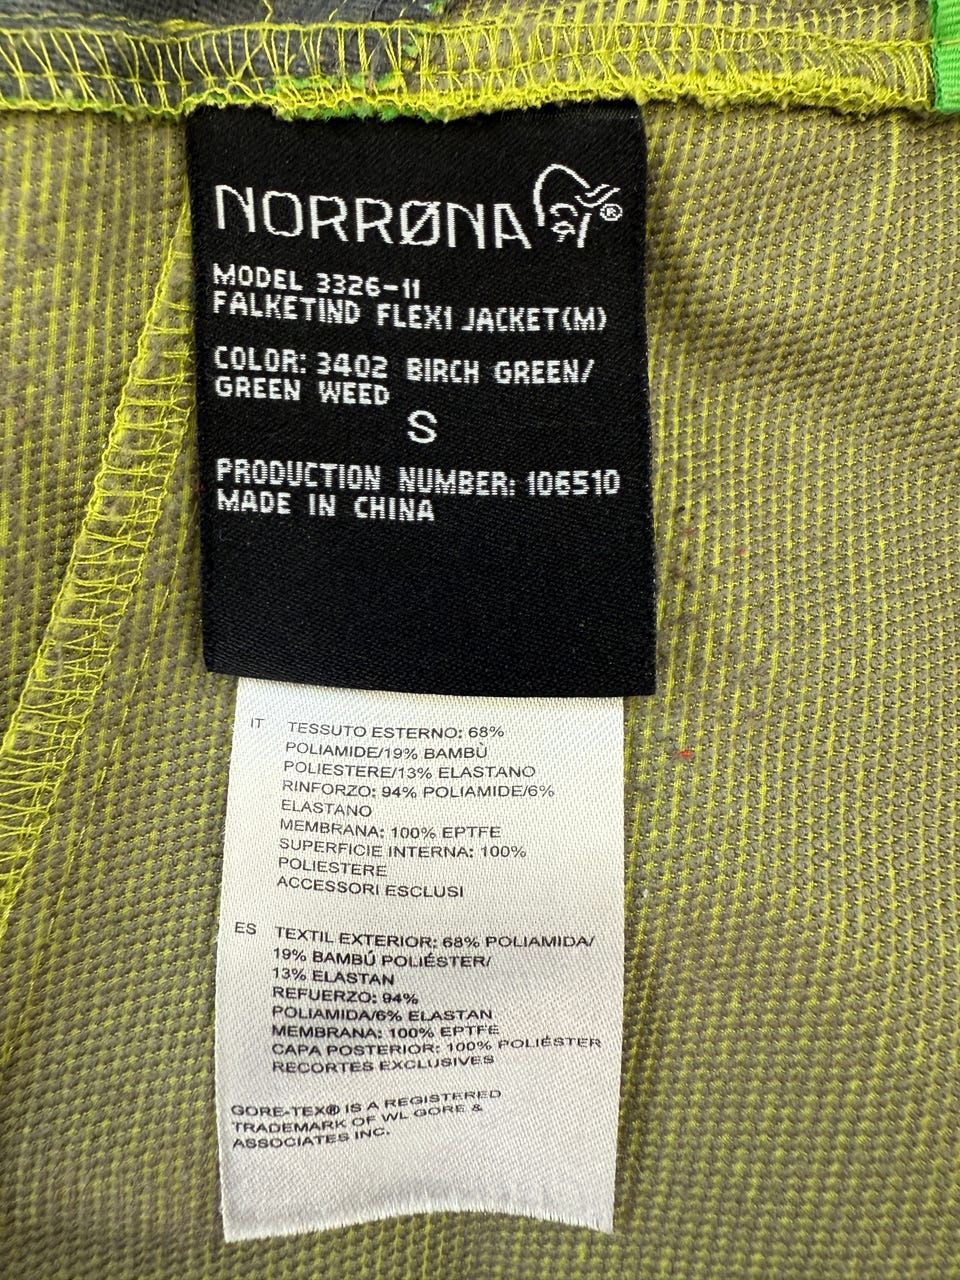 NORRØNA®
MODEL 3326-11
FALKETIND FLEX1 JACKET(M)
COLOR: 3402 BIRCH GREEN/
GREEN WEED
S
PRODUCTION NUMBER: 106510
MADE IN CHINA
IT TESSUTO ESTERNO: 68%
POLIAMIDE/19% BAMBÙ
POLIESTERE/13% ELASTANO
RINFORZO: 94% POLIAMIDE/6%
ELASTANO
MEMBRANA: 100% EPTFE
SUPERFICIE INTERNA: 100%
POLIESTERE
ACCESSORI ESCLUSI
ES TEXTIL EXTERIOR: 68% POLIAMIDA/
19% BAMBÚ POLIÉSTER/
13% ELASTAN
REFUERZO: 94%
POLIAMIDA/6% ELASTAN
MEMBRANA: 100% EPTFE
CAPA POSTERIOR: 100% POLIÉSTER
RECORTES EXCLUSIVES
GORE-TEX® IS A REGISTERED
TRADEMARK OF WL GORE &
ASSOCIATES INC.